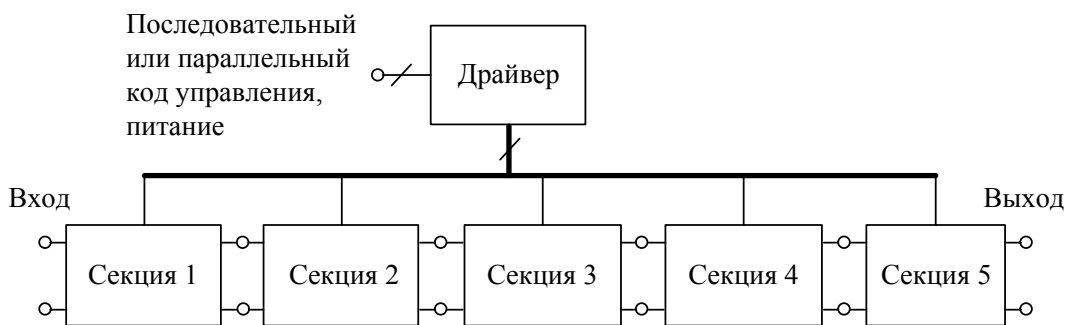 Последовательный
или параллельный
код управления,
питание
Драйвер
Вход
Выход
Секция 1
Секция 2
Секция 3
Секция 4
Секция 5